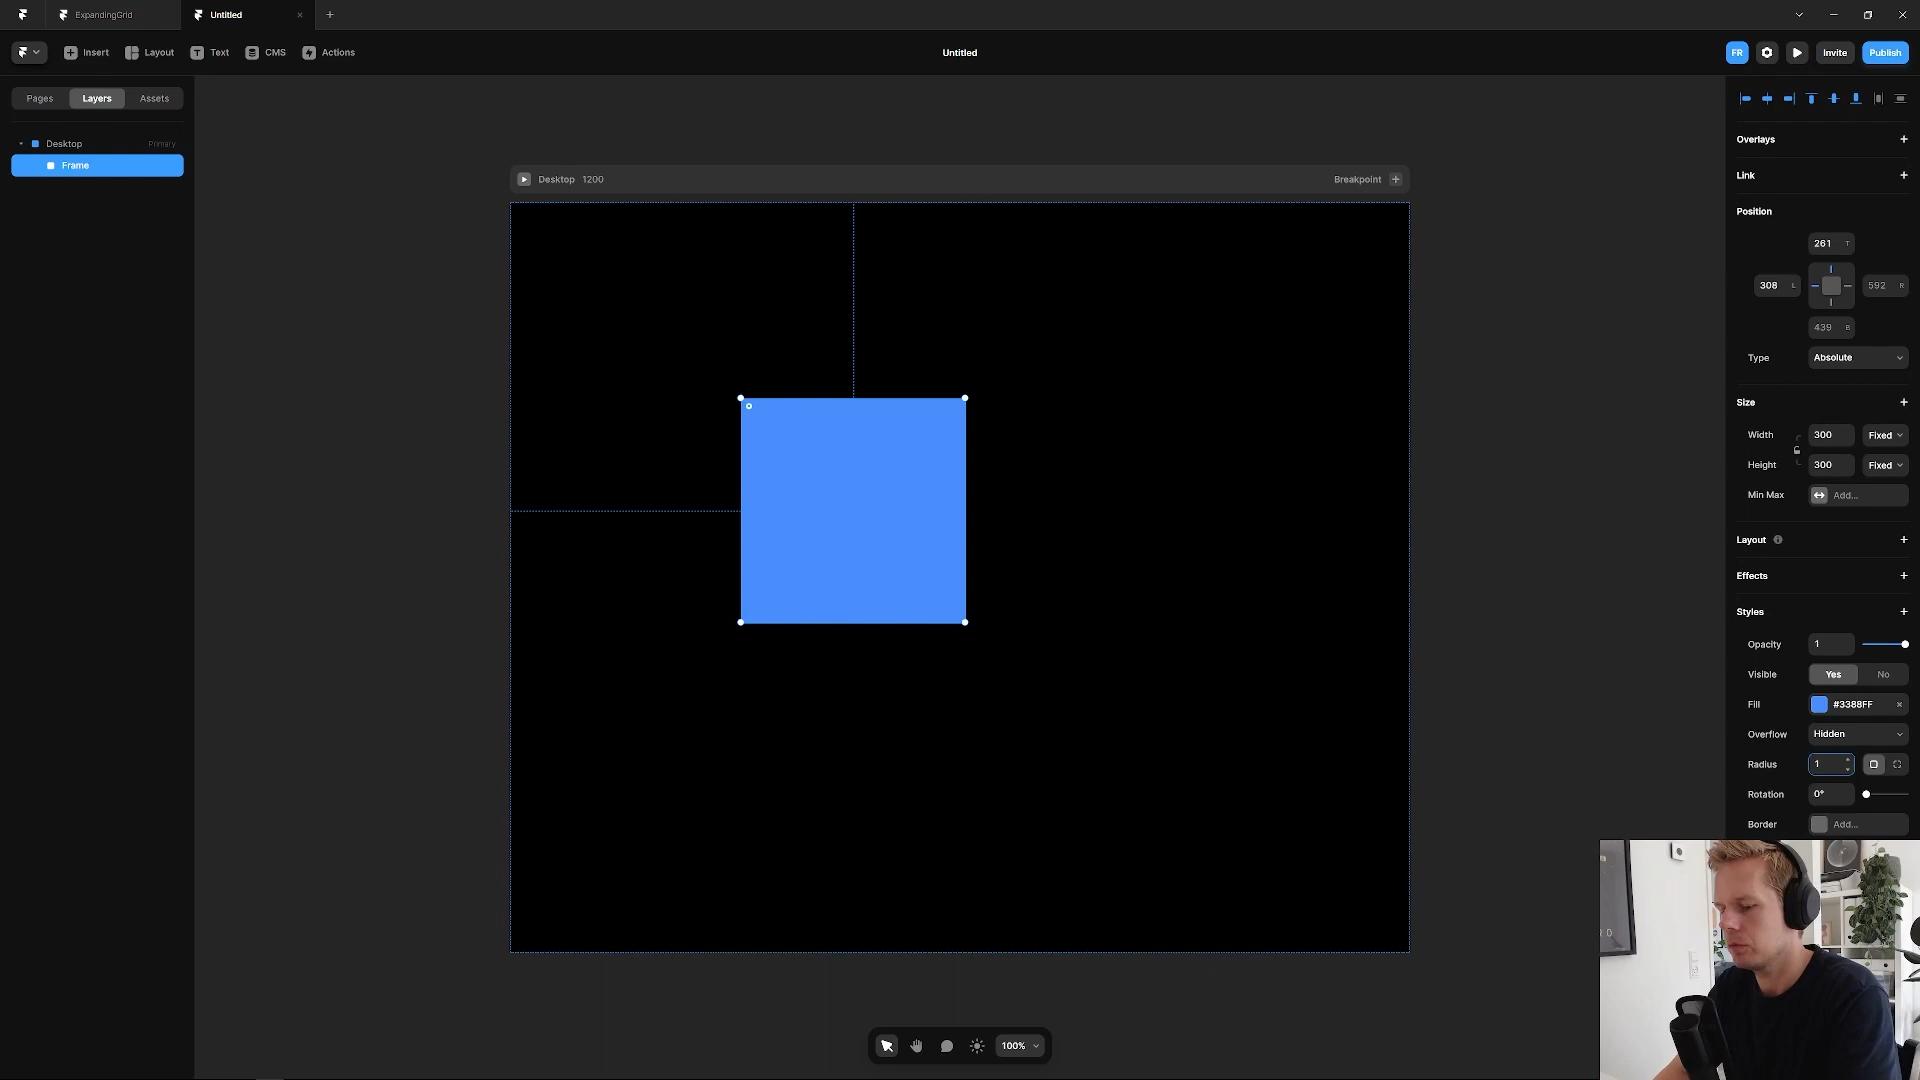 ExpandingGrid
Untitled
Insert
Layout
Text
CMS
Actions
Untitled
FR
Invite
Publish
Pages
Layers
Assets
Desktop
Primary
Frame
Desktop 1200
Breakpoint
Overlays
Link
Position
261 T
308 L
592 R
439 B
Type Absolute
Size
Width 300 Fixed
Height 300 Fixed
Min Max Add...
Layout
Effects
Styles
Opacity 1
Visible Yes No
Fill #3388FF
Overflow Hidden
Radius 1
Rotation 0°
Border Add...
100%